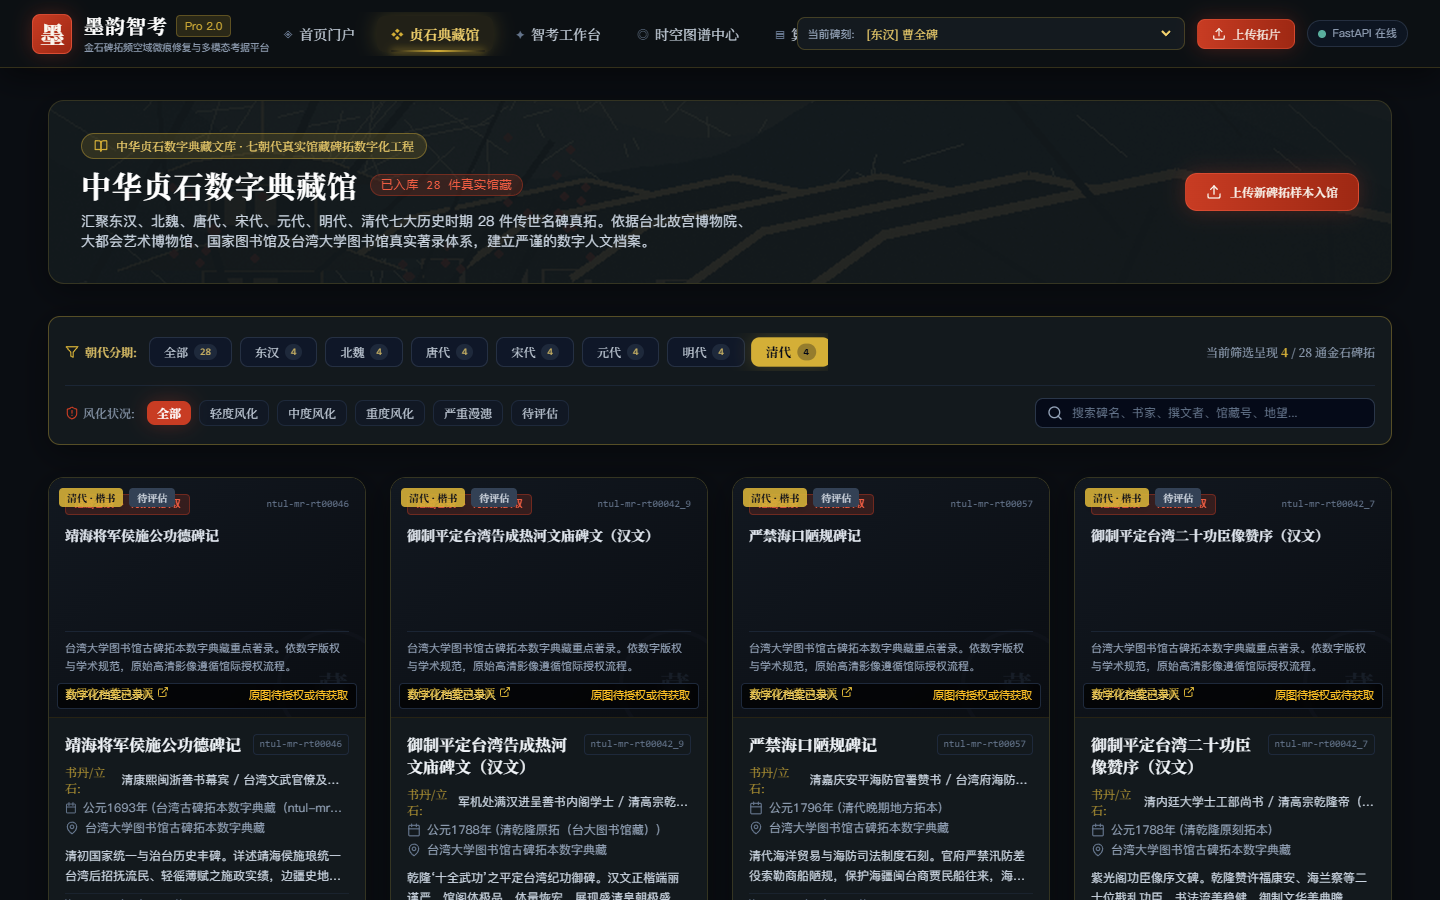 墨
墨韵智考
Pro 2.0
金石碑拓频空域微痕修复与多模态考据平台
首页门户
贞石典藏馆
智考工作台
时空图谱中心
当前碑刻:
[东汉] 曹全碑
上传拓片
FastAPI 在线
中华贞石数字典藏文库 · 七朝代真实馆藏碑拓数字化工程
中华贞石数字典藏馆
已入库 28 件真实馆藏
汇聚东汉、北魏、唐代、宋代、元代、明代、清代七大历史时期 28 件传世名碑真拓。依据台北故宫博物院、
大都会艺术博物馆、国家图书馆及台湾大学图书馆真实著录体系，建立严谨的数字人文档案。
上传新碑拓样本入馆
朝代分期:
全部 28
东汉 4
北魏 4
唐代 4
宋代 4
元代 4
明代 4
清代 4
当前筛选呈现 4 / 28 通金石碑拓
风化状况:
全部
轻度风化
中度风化
重度风化
严重漫漶
待评估
搜索碑名、书家、撰文者、馆藏号、地望...
清代 · 楷书
待评估
ntul-mr-rt00046
靖海将军侯施公功德碑记
台湾大学图书馆古碑拓本数字典藏重点著录。依数字版权
与学术规范，原始高清影像遵循馆际授权流程。
数字化档案已录入
原图待授权或待获取
靖海将军侯施公功德碑记
ntul-mr-rt00046
书丹/立
石:
清康熙闽浙善书幕宾 / 台湾文武官僚及...
公元1693年 (台湾古碑拓本数字典藏（ntul-mr...
台湾大学图书馆古碑拓本数字典藏
清初国家统一与治台历史丰碑。详述靖海侯施琅统一
台湾后招抚流民、轻徭薄赋之施政实绩，边疆史地...
清代 · 楷书
待评估
ntul-mr-rt00042_9
御制平定台湾告成热河文庙碑文（汉文）
台湾大学图书馆古碑拓本数字典藏重点著录。依数字版权
与学术规范，原始高清影像遵循馆际授权流程。
数字化档案已录入
原图待授权或待获取
御制平定台湾告成热河
文庙碑文（汉文）
ntul-mr-rt00042_9
书丹/立
石:
军机处满汉进呈善书内阁学士 / 清高宗乾...
公元1788年 (清乾隆原拓（台大图书馆藏）)
台湾大学图书馆古碑拓本数字典藏
乾隆‘十全武功’之平定台湾纪功御碑。汉文正楷端丽
谨严，馆阁体极品，体量恢宏，展现盛清皇朝极盛
清代 · 楷书
待评估
ntul-mr-rt00057
严禁海口陋规碑记
台湾大学图书馆古碑拓本数字典藏重点著录。依数字版权
与学术规范，原始高清影像遵循馆际授权流程。
数字化档案已录入
原图待授权或待获取
严禁海口陋规碑记
ntul-mr-rt00057
书丹/立
石:
清嘉庆安平海防官署赞书 / 台湾府海防...
公元1796年 (清代晚期地方拓本)
台湾大学图书馆古碑拓本数字典藏
清代海洋贸易与海防司法制度石刻。官府严禁汛防差
役索勒商船陋规，保护海疆闽台商贾民船往来，海...
清代 · 楷书
待评估
ntul-mr-rt00042_7
御制平定台湾二十功臣像赞序（汉文）
台湾大学图书馆古碑拓本数字典藏重点著录。依数字版权
与学术规范，原始高清影像遵循馆际授权流程。
数字化档案已录入
原图待授权或待获取
御制平定台湾二十功臣
像赞序（汉文）
ntul-mr-rt00042_7
书丹/立
石:
清内廷大学士工部尚书 / 清高宗乾隆帝（...
公元1788年 (清乾隆原刻拓本)
台湾大学图书馆古碑拓本数字典藏
紫光阁功臣像序文碑。乾隆赞许福康安、海兰察等二
十位戡乱功臣，书法流美稳健，御制文华美典赡